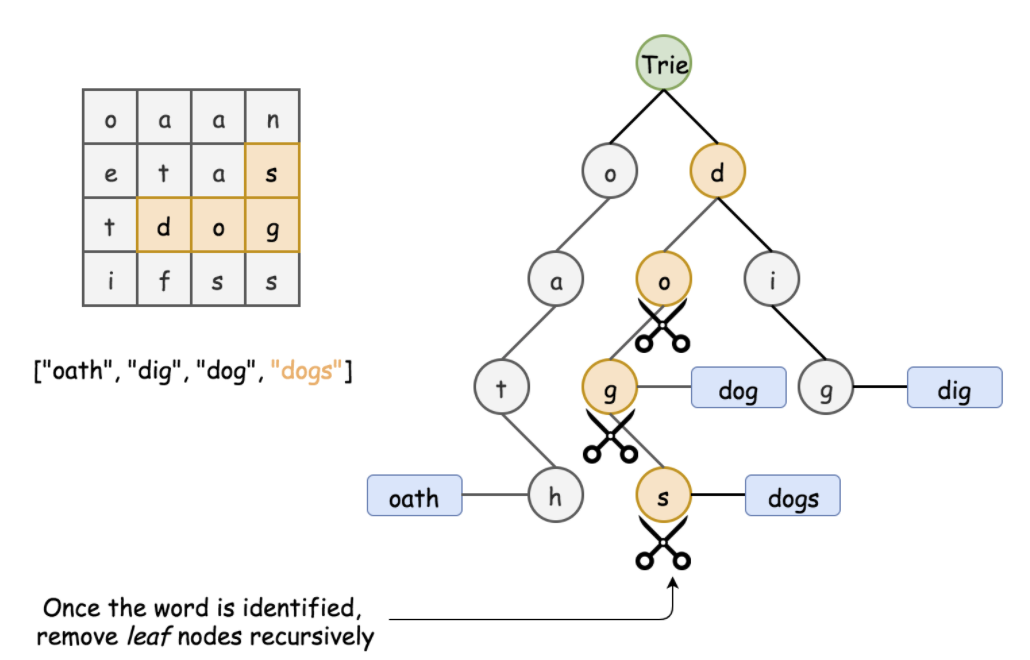 Trie
o a a n
e t a s
t d o g
i f s s
o d
a o i
["oath", "dig", "dog", "dogs"]
t g dog g dig
oath h s dogs
Once the word is identified,
remove leaf nodes recursively